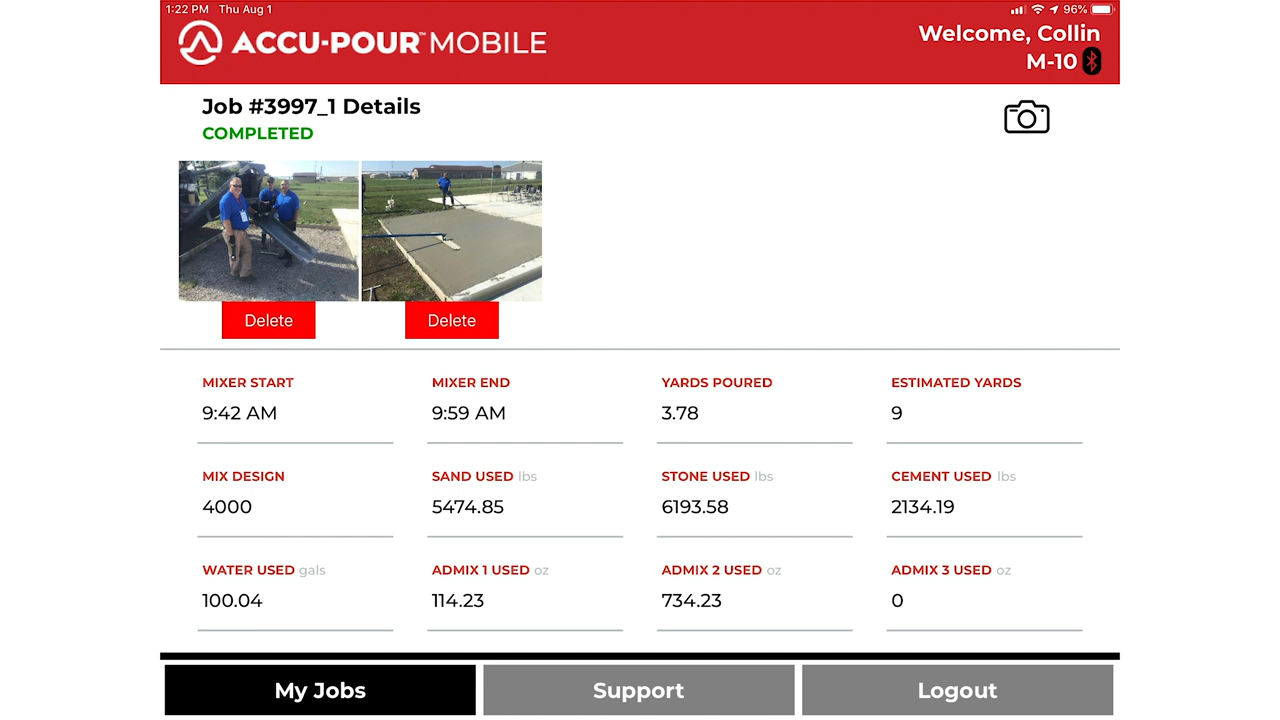 1:22 PM Thu Aug 1
96%
ACCU-POUR™ MOBILE
Welcome, Collin
M-10
Job #3997_1 Details
COMPLETED
Delete Delete
MIXER START MIXER END YARDS POURED ESTIMATED YARDS
9:42 AM 9:59 AM 3.78 9
MIX DESIGN SAND USED lbs STONE USED lbs CEMENT USED lbs
4000 5474.85 6193.58 2134.19
WATER USED gals ADMIX 1 USED oz ADMIX 2 USED oz ADMIX 3 USED oz
100.04 114.23 734.23 0
My Jobs Support Logout